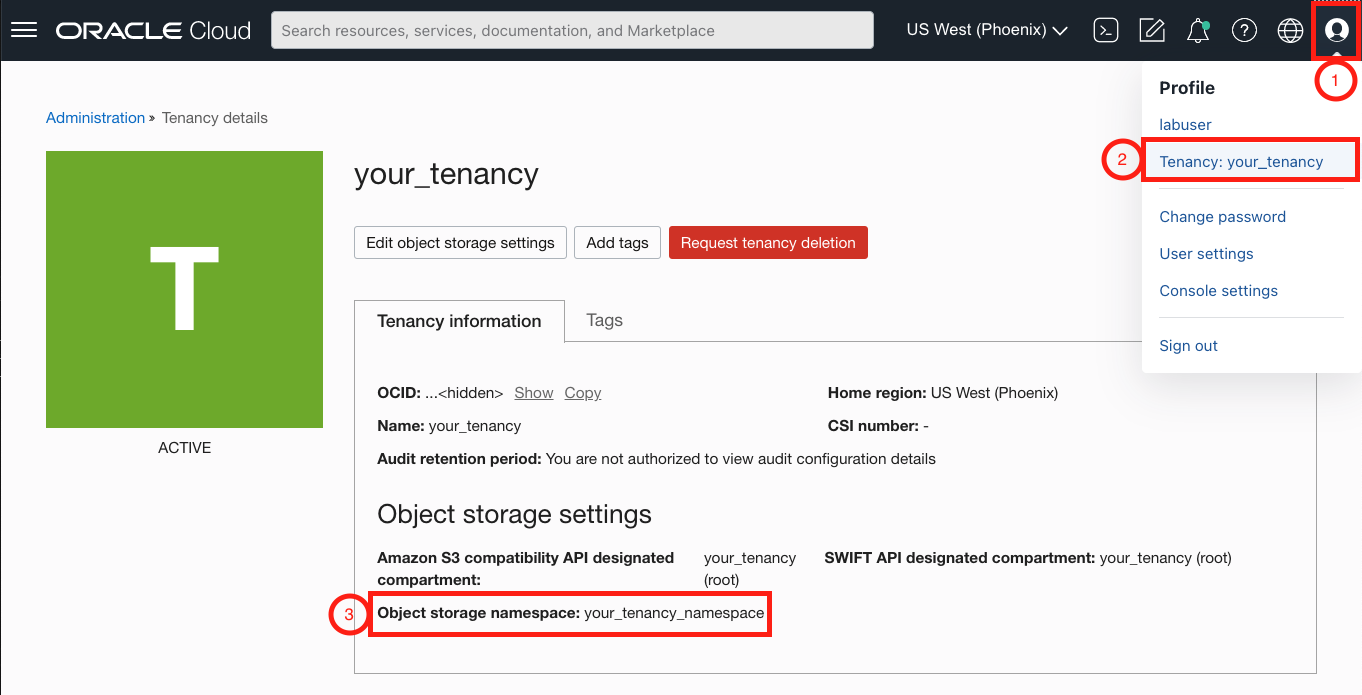 ORACLE Cloud
Search resources, services, documentation, and Marketplace
US West (Phoenix)
1
Profile
labuser
2
Tenancy: your_tenancy
Change password
User settings
Console settings
Sign out
Administration » Tenancy details
T
ACTIVE
your_tenancy
Edit object storage settings
Add tags
Request tenancy deletion
Tenancy information
Tags
OCID: ...<hidden> Show Copy
Home region: US West (Phoenix)
Name: your_tenancy
CSI number: -
Audit retention period: You are not authorized to view audit configuration details
Object storage settings
Amazon S3 compatibility API designated
compartment:
your_tenancy
(root)
SWIFT API designated compartment: your_tenancy (root)
3
Object storage namespace: your_tenancy_namespace